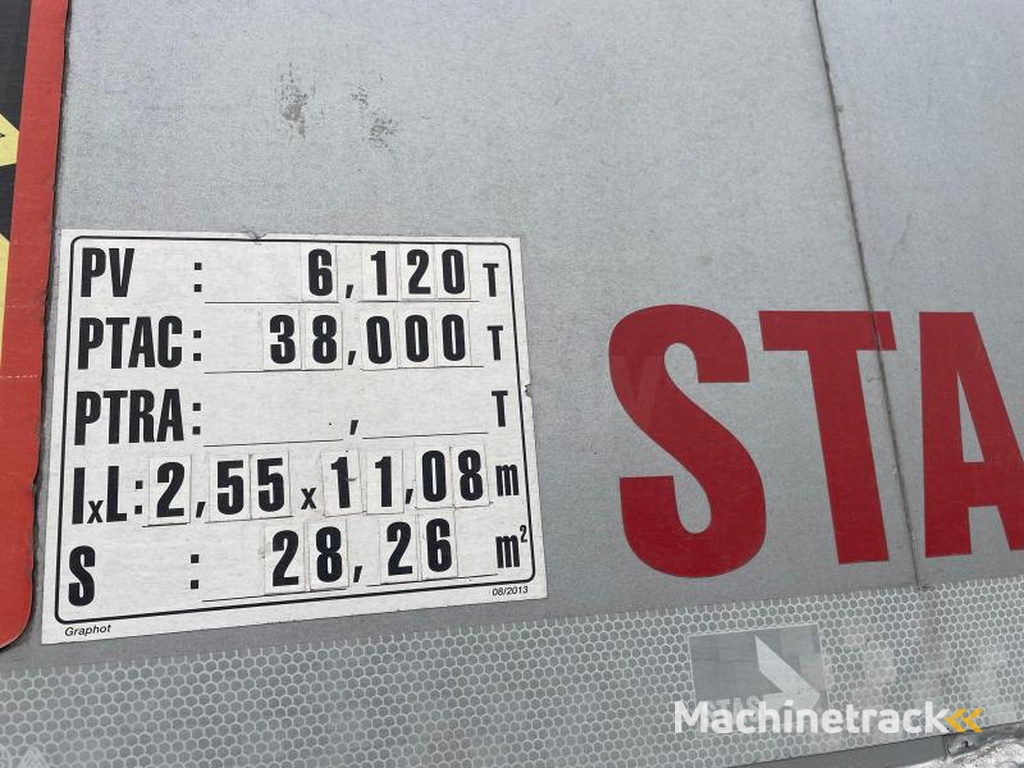 PV : 6,120 T
PTAC : 38,000 T
PTRA : , T
lxL : 2,55 x 11,08 m
S : 28,26 m²
08/2013
Graphot
STA
Machinetrack